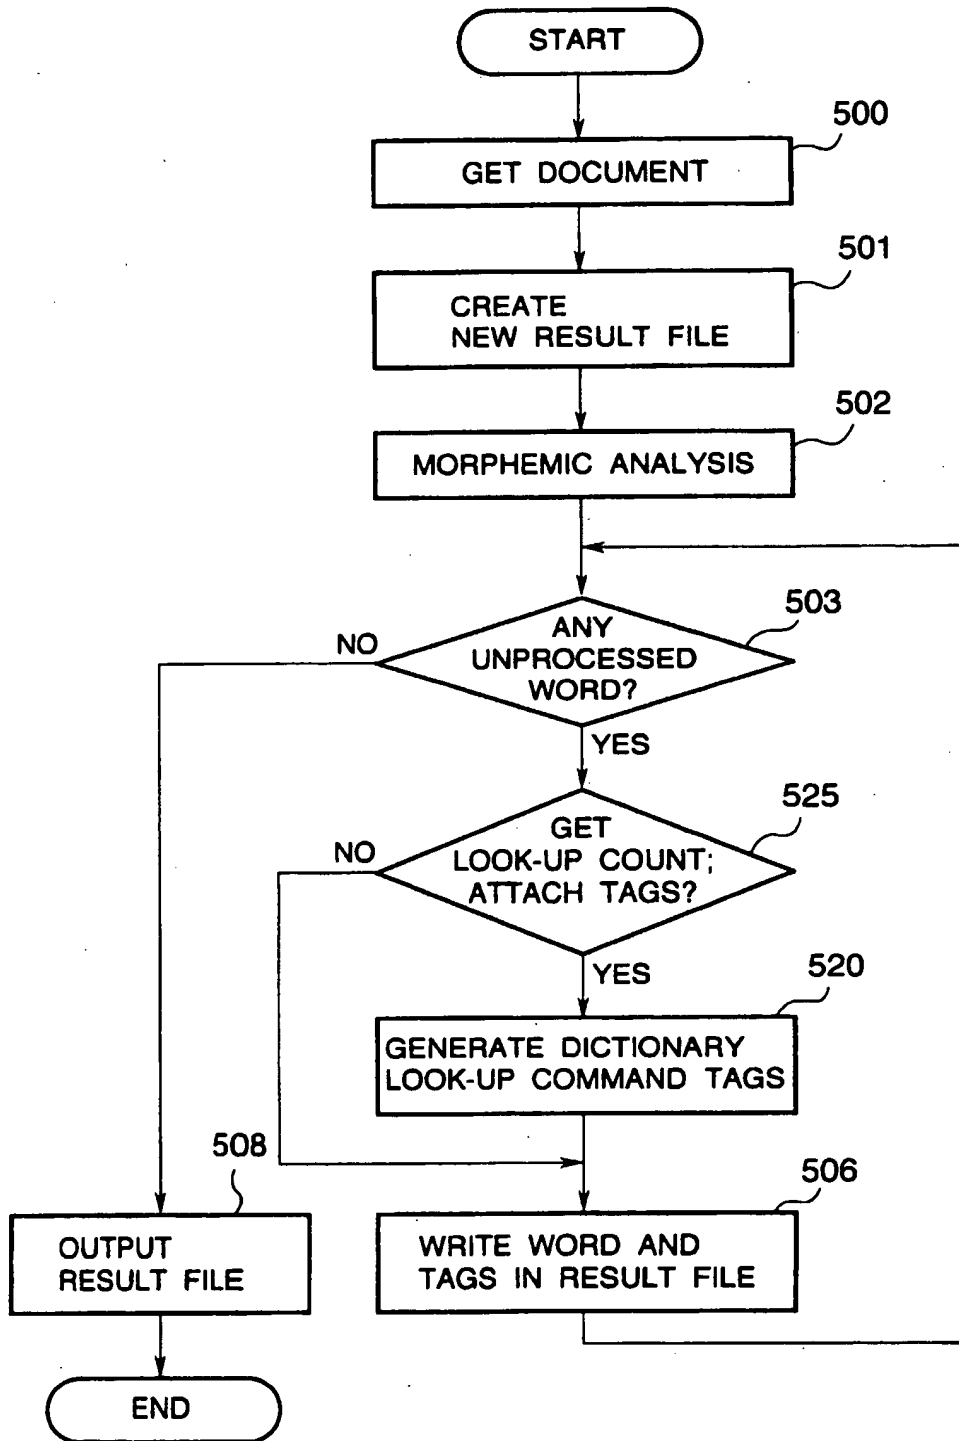 START
500
GET DOCUMENT
501
CREATE
NEW RESULT FILE
502
MORPHEMIC ANALYSIS
503
NO
ANY
UNPROCESSED
WORD?
YES
525
NO
GET
LOOK-UP COUNT;
ATTACH TAGS?
YES
520
GENERATE DICTIONARY
LOOK-UP COMMAND TAGS
508
506
OUTPUT
RESULT FILE
WRITE WORD AND
TAGS IN RESULT FILE
END